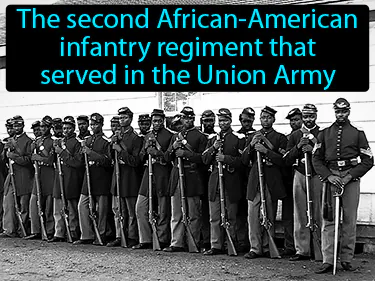 The second African-American
infantry regiment that
served in the Union Army